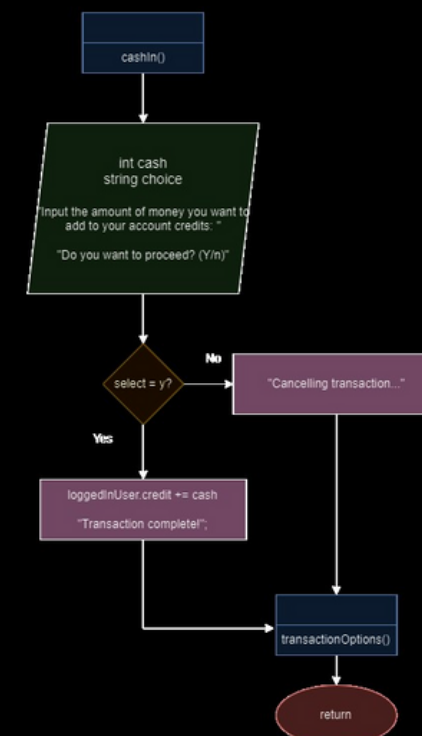 cashIn()
int cash
string choice
"Input the amount of money you want to
add to your account credits: "
"Do you want to proceed? (Y/n)"
select = y?
No
"Cancelling transaction..."
Yes
loggedInUser.credit += cash
"Transaction complete!";
transactionOptions()
return